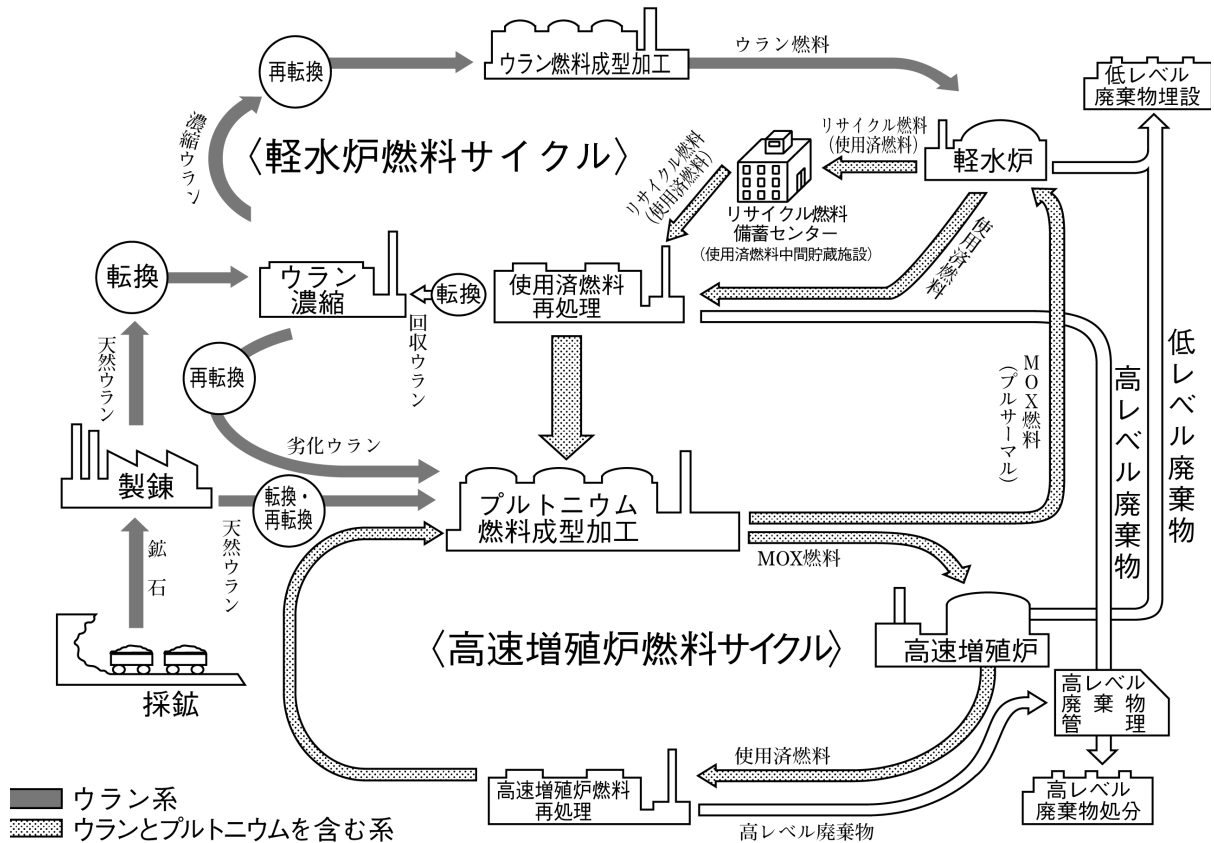 ウラン燃料
再転換
ウラン燃料成型加工
低レベル
廃棄物埋設
濃縮ウラン
〈軽水炉燃料サイクル〉
リサイクル燃料
(使用済燃料)
リサイクル燃料
(使用済燃料)
軽水炉
リサイクル燃料
備蓄センター
(使用済燃料中間貯蔵施設)
使用済燃料
転換
ウラン
濃縮
転換
使用済燃料
再処理
回収ウラン
天然ウラン
再転換
MOX燃料
(プルサーマル)
高レベル廃棄物
低レベル廃棄物
劣化ウラン
製錬
転換・
再転換
プルトニウム
燃料成型加工
天然ウラン
鉱石
MOX燃料
〈高速増殖炉燃料サイクル〉
高速増殖炉
採鉱
高レベル
廃棄物
管理
使用済燃料
高速増殖炉燃料
再処理
高レベル廃棄物
高レベル
廃棄物処分
ウラン系
ウランとプルトニウムを含む系